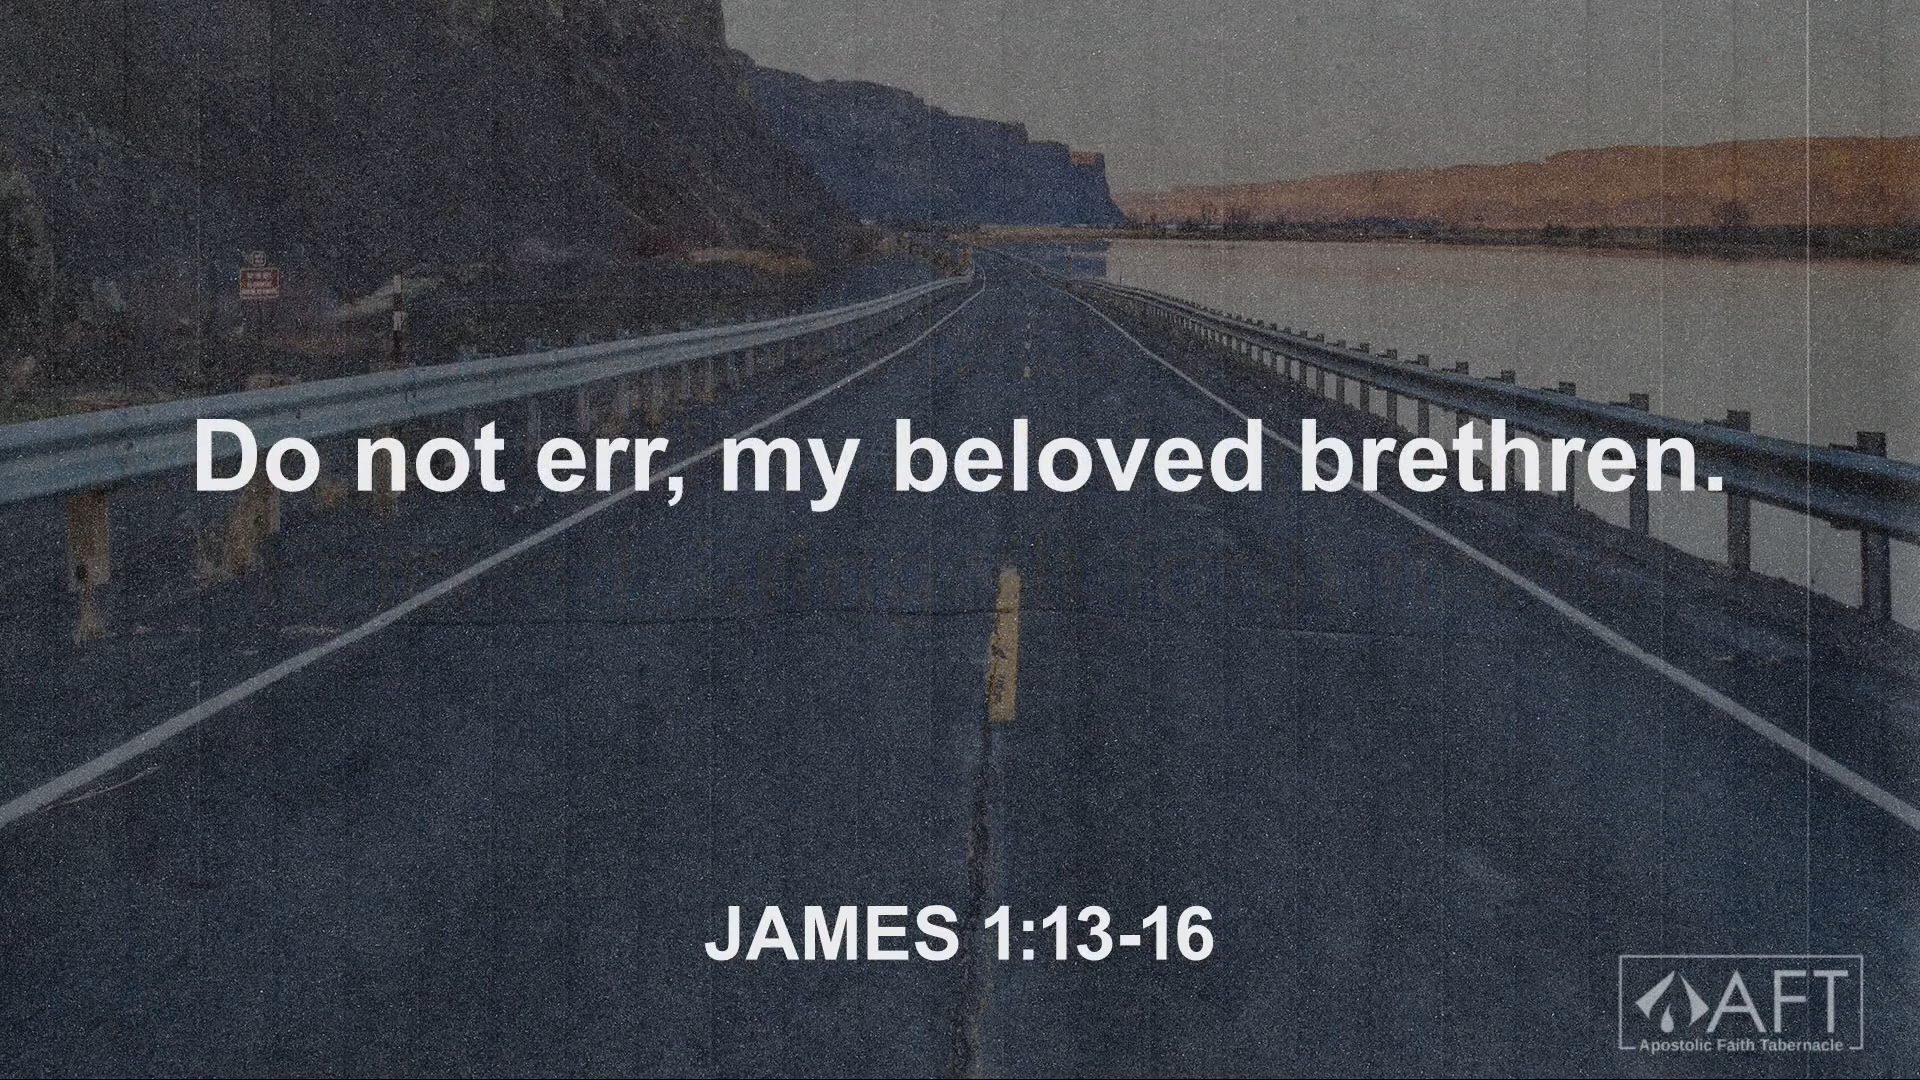 Do not err, my beloved brethren.
JAMES 1:13-16
AFT
Apostolic Faith Tabernacle